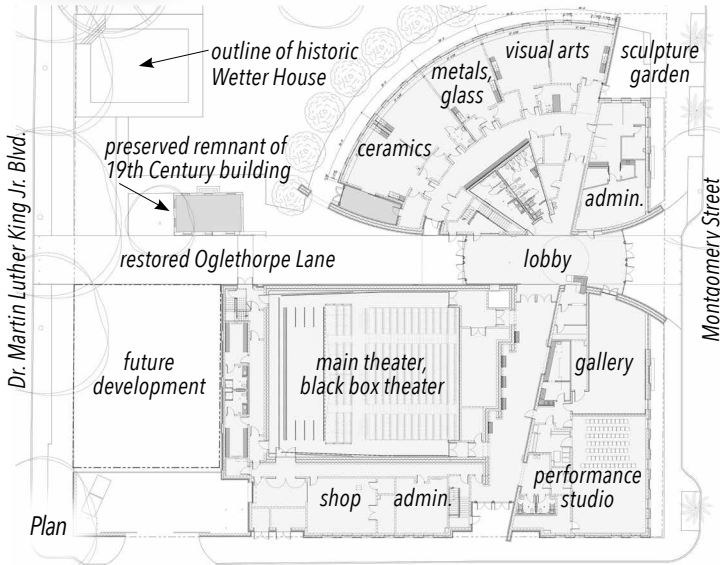 outline of historic
Wetter House
visual arts
sculpture
garden
metals,
glass
preserved remnant of
19th Century building
ceramics
admin.
Dr. Martin Luther King Jr. Blvd.
restored Oglethorpe Lane
lobby
Montgomery Street
future
development
main theater,
black box theater
gallery
performance
studio
shop
admin.
Plan